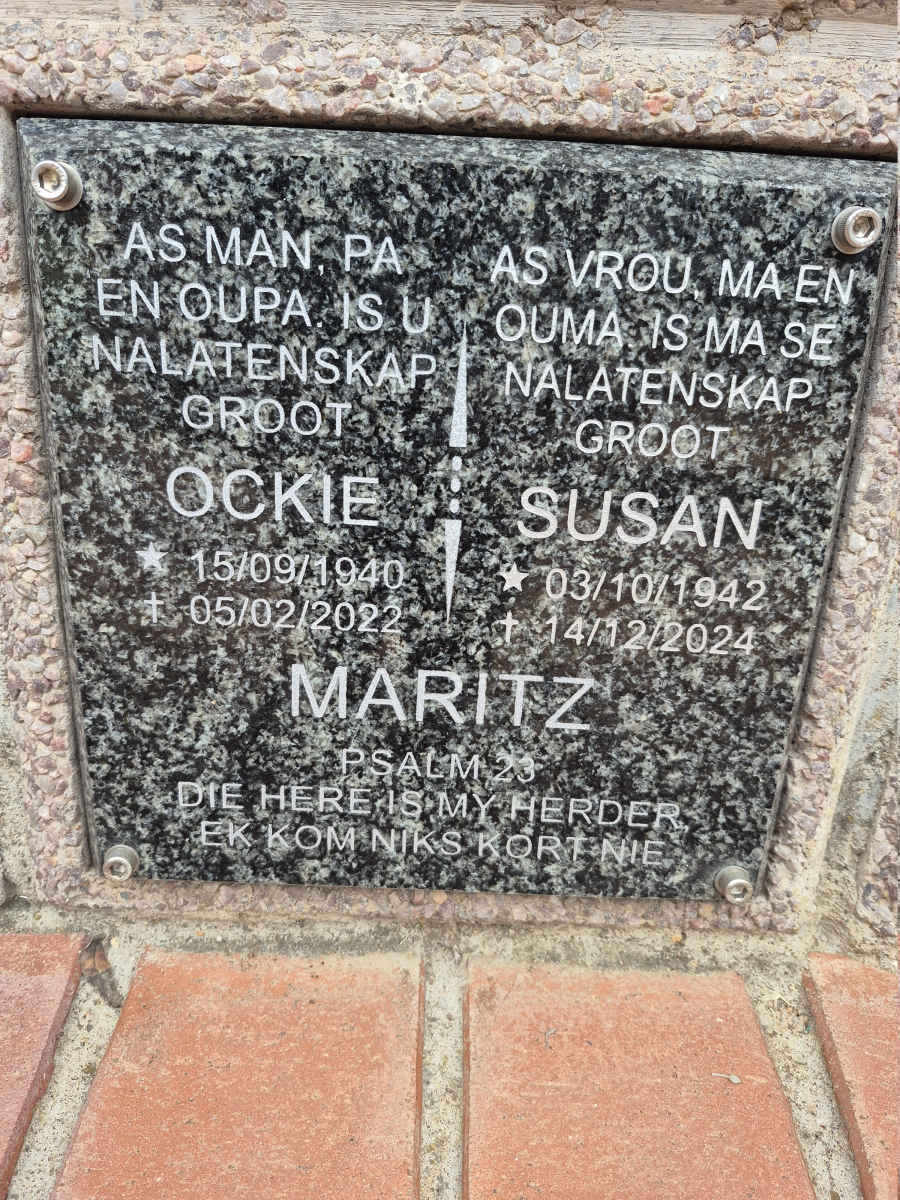 AS MAN, PA
EN OUPA. IS U
NALATENSKAP
GROOT
OCKIE
15/09/1940
05/02/2022
AS VROU, MA EN
OUMA. IS MA SE
NALATENSKAP
GROOT
SUSAN
03/10/1942
14/12/2024
MARITZ
PSALM 23
DIE HERE IS MY HERDER
EK KOM NIKS KORT NIE